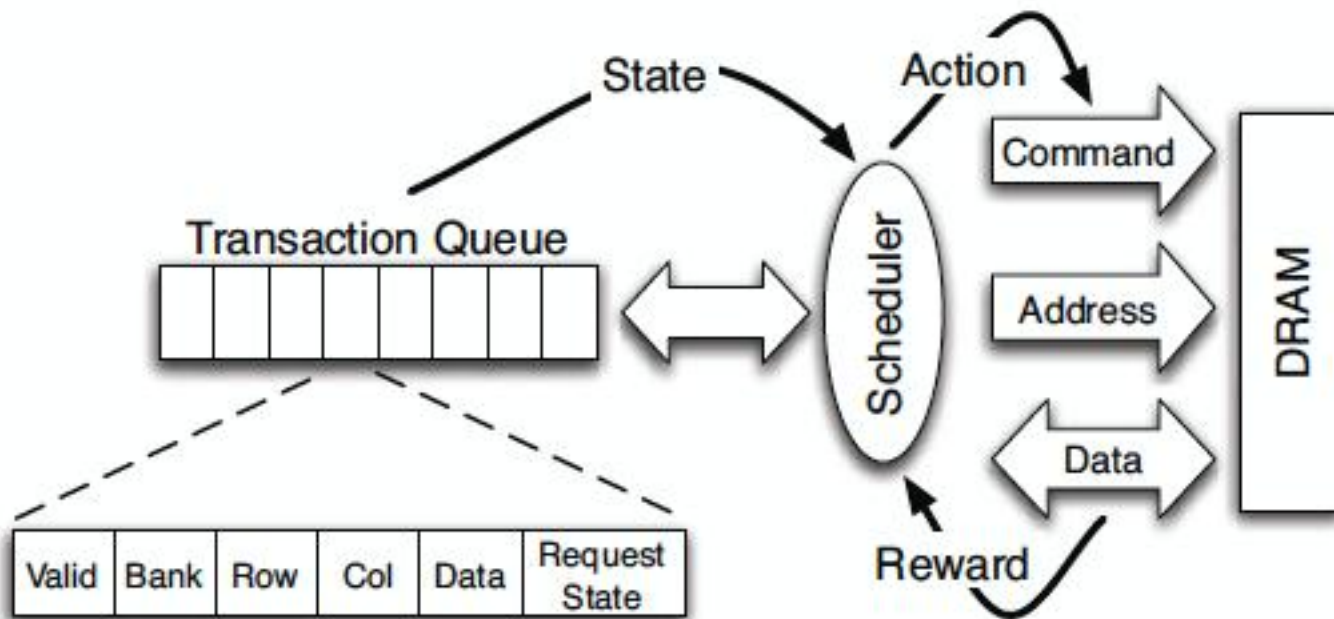 State
Action
Command
Transaction Queue
Scheduler
Address
DRAM
Data
Reward
Valid
Bank
Row
Col
Data
Request
State